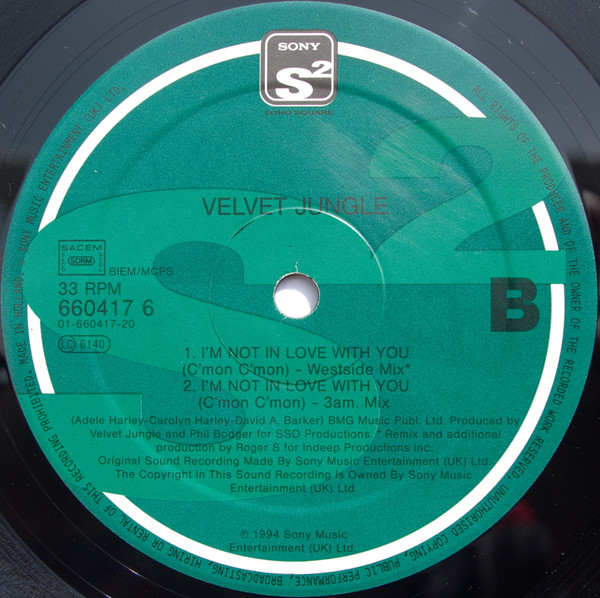 SONY
S2
SOHO SQUARE
VELVET JUNGLE
SACEM
SDRM
BIEM/MCPS
33 RPM
660417 6
01-660417-20
LC 6140
B
1. I'M NOT IN LOVE WITH YOU
(C'mon C'mon) - Westside Mix*
2. I'M NOT IN LOVE WITH YOU
(C'mon C'mon) - 3am. Mix
(Adele Harley-Carolyn Harley-David A. Barker) BMG Music Publ. Ltd. Produced by
Velvet Jungle and Phil Bodger for SSO Productions. * Remix and additional
production by Roger S for Indeep Productions Inc.
Original Sound Recording Made By Sony Music Entertainment (UK) Ltd.
The Copyright In This Sound Recording is Owned By Sony Music
Entertainment (UK) Ltd.
℗ 1994 Sony Music
Entertainment (UK) Ltd.
ALL RIGHTS OF THE PRODUCER AND OF THE OWNER OF THE RECORDED WORK RESERVED. UNAUTHORISED COPYING, PUBLIC PERFORMANCE, BROADCASTING, HIRING OR RENTAL OF THIS RECORDING PROHIBITED. MADE IN HOLLAND. SONY MUSIC ENTERTAINMENT (UK) LTD.
S2